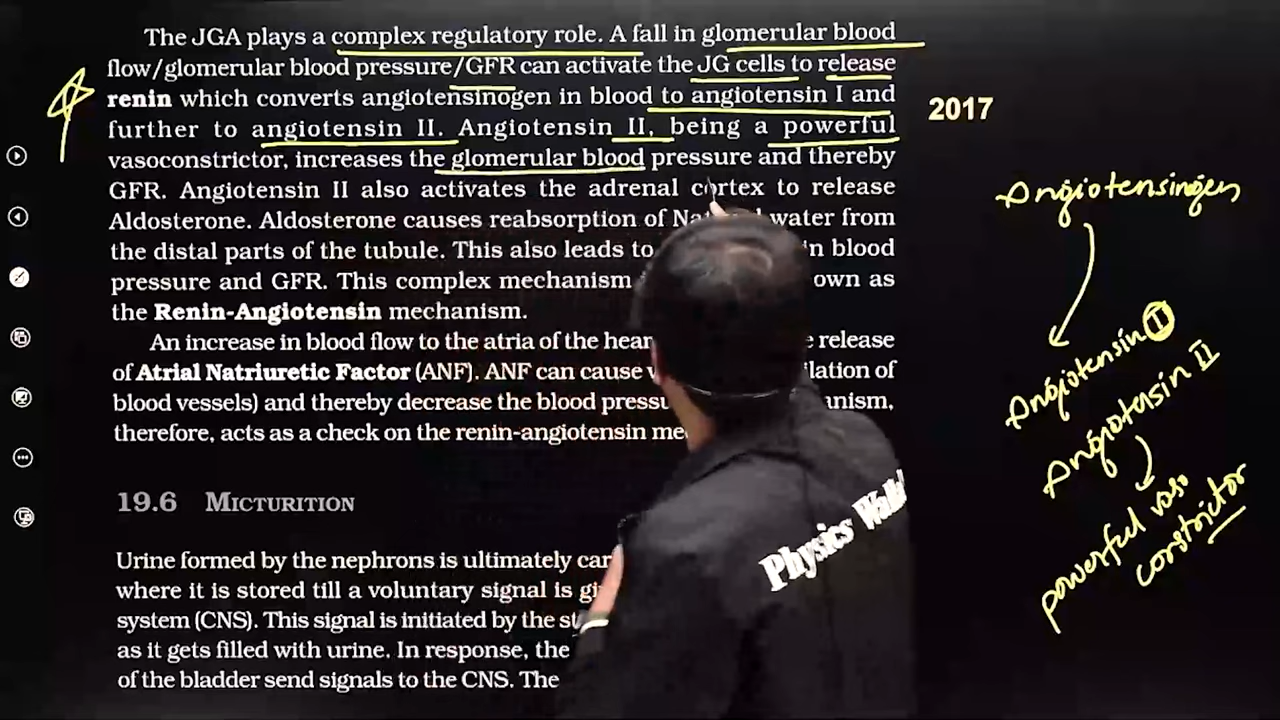 The JGA plays a complex regulatory role. A fall in glomerular blood
flow/glomerular blood pressure/GFR can activate the JG cells to release
renin which converts angiotensinogen in blood to angiotensin I and
further to angiotensin II. Angiotensin II, being a powerful
vasoconstrictor, increases the glomerular blood pressure and thereby
GFR. Angiotensin II also activates the adrenal cortex to release
Aldosterone. Aldosterone causes reabsorption of water from
the distal parts of the tubule. This also leads to in blood
pressure and GFR. This complex mechanism as
the Renin-Angiotensin mechanism.
An increase in blood flow to the atria of the release
of Atrial Natriuretic Factor (ANF). ANF can cause of
blood vessels) and thereby decrease the blood
therefore, acts as a check on the renin-angiotensin
2017
Angiotensinogen
Angiotensin I
Angiotensin II
powerful vaso
constrictor
19.6 MICTURITION
Urine formed by the nephrons is ultimately
where it is stored till a voluntary signal is
system (CNS). This signal is initiated by the
as it gets filled with urine. In response, the
of the bladder send signals to the CNS. The
Physics